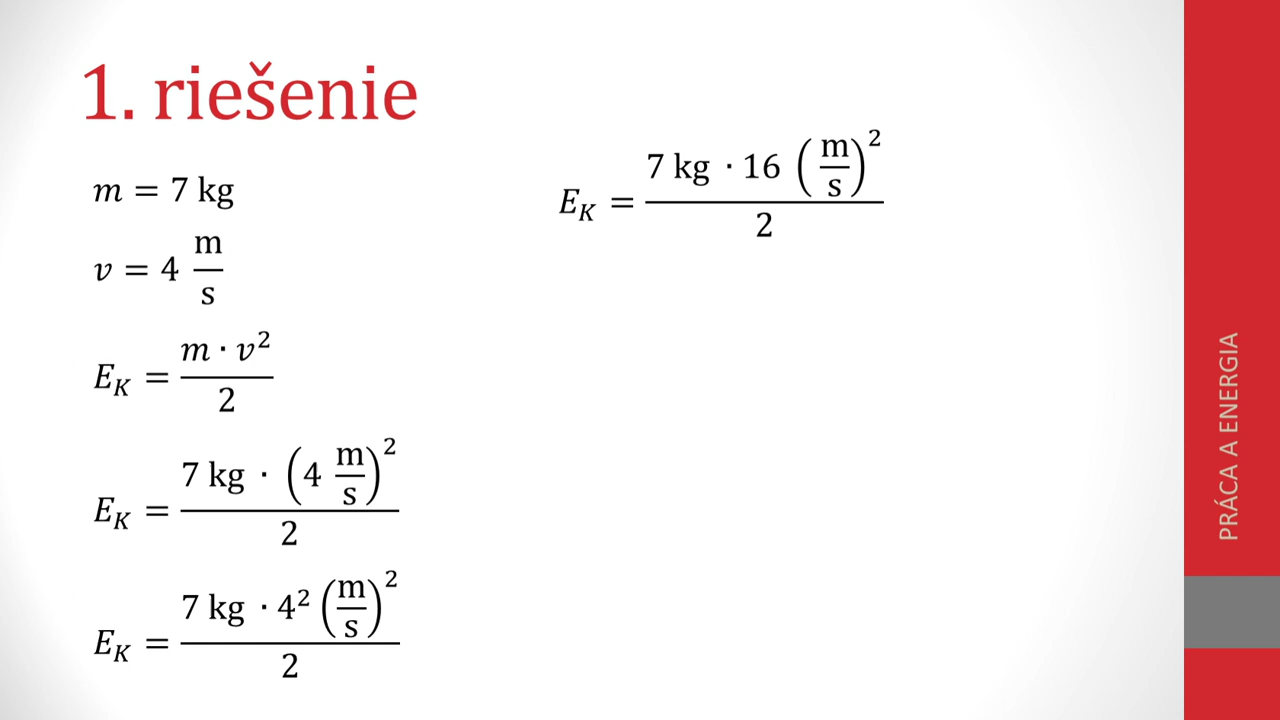 1. riešenie
m = 7 kg
v = 4 m/s
E_K = (m · v²)/2
E_K = (7 kg · (4 m/s)²)/2
E_K = (7 kg · 4² (m/s)²)/2
E_K = (7 kg · 16 (m/s)²)/2
PRÁCA A ENERGIA